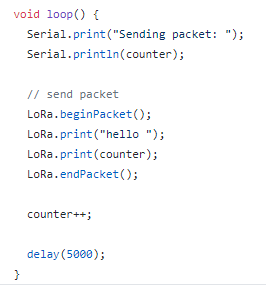 void loop() {
  Serial.print("Sending packet: ");
  Serial.println(counter);

  // send packet
  LoRa.beginPacket();
  LoRa.print("hello ");
  LoRa.print(counter);
  LoRa.endPacket();

  counter++;

  delay(5000);
}